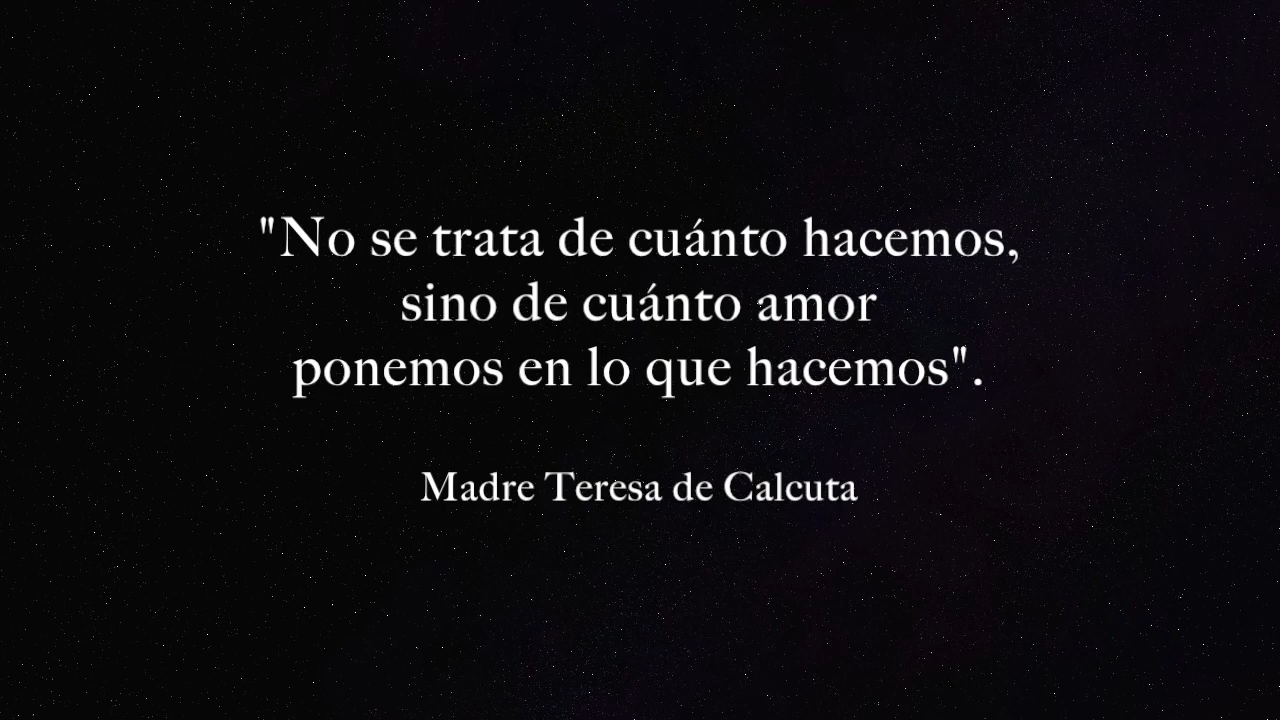 "No se trata de cuánto hacemos,
sino de cuánto amor
ponemos en lo que hacemos".
Madre Teresa de Calcuta